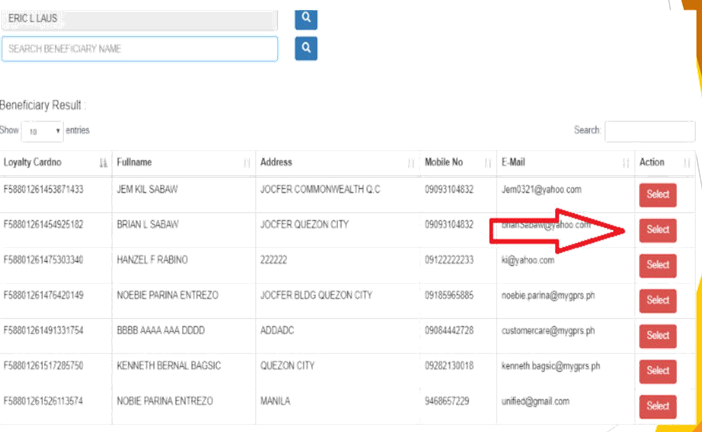 ERIC L LAUS
SEARCH BENEFICIARY NAME
Beneficiary Result :
Show 10 entries Search:
Loyalty Cardno Fullname Address Mobile No E-Mail Action
F58801261453871433 JEM KIL SABAW JOCFER COMMONWEALTH Q.C 09093104832 Jem0321@yahoo.com Select
F58801261454925182 BRIAN L SABAW JOCFER QUEZON CITY 09093104832 brianSabaw@yahoo.com Select
F58801261475303340 HANZEL F RABINO 222222 09122222233 ki@yahoo.com Select
F58801261476420149 NOEBIE PARINA ENTREZO JOCFER BLDG QUEZON CITY 09185965885 noebie.parina@mygprs.ph Select
F58801261491331754 BBBB AAAA AAA DDDD ADDADC 09084442728 customercare@mygprs.ph Select
F58801261517285750 KENNETH BERNAL BAGSIC QUEZON CITY 09282130018 kenneth.bagsic@mygprs.ph Select
F58801261526113574 NOBIE PARINA ENTREZO MANILA 9468657229 unified@gmail.com Select